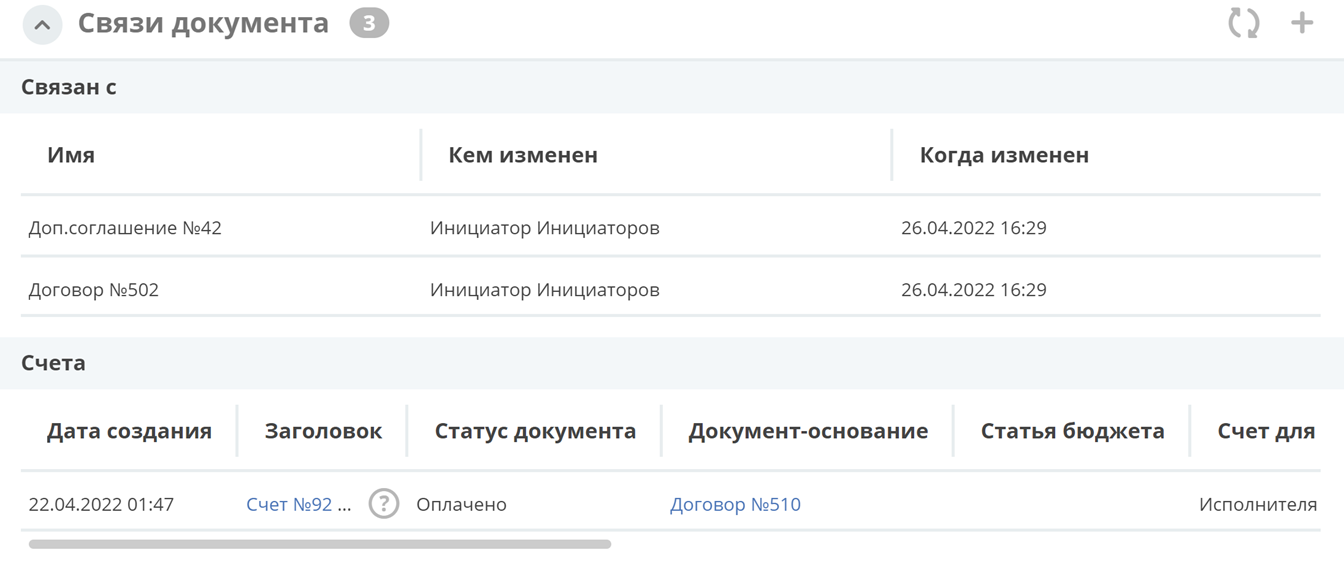 Связи документа 3
Связан с
Имя Кем изменен Когда изменен
Доп.соглашение №42 Инициатор Инициаторов 26.04.2022 16:29
Договор №502 Инициатор Инициаторов 26.04.2022 16:29
Счета
Дата создания Заголовок Статус документа Документ-основание Статья бюджета Счет для
22.04.2022 01:47 Счет №92 ... ? Оплачено Договор №510 Исполнителя